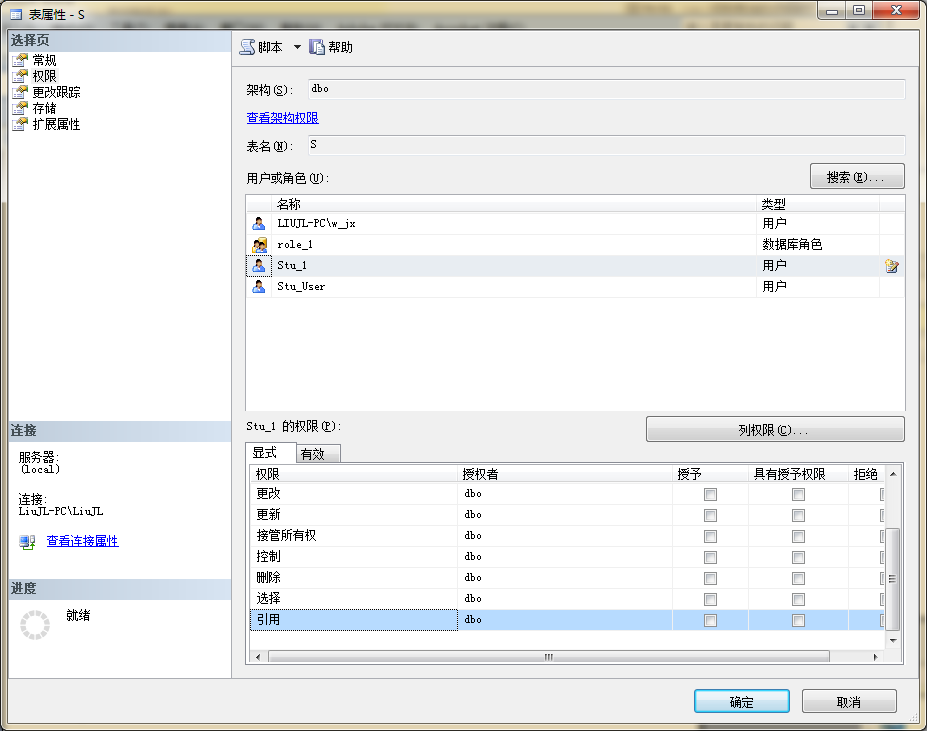 表属性 - S
选择页
常规
权限
更改跟踪
存储
扩展属性
连接
服务器:
(local)
连接:
LiuJL-PC\LiuJL
查看连接属性
进度
就绪
脚本 帮助
架构(S): dbo
查看架构权限
表名(N): S
用户或角色(U): 搜索(E)...
名称 类型
LIUJL-PC\w_jx 用户
role_1 数据库角色
Stu_1 用户
Stu_User 用户
Stu_1 的权限(P): 列权限(C)...
显式 有效
权限 授权者 授予 具有授予权限 拒绝
更改 dbo
更新 dbo
接管所有权 dbo
控制 dbo
删除 dbo
选择 dbo
引用 dbo
确定 取消